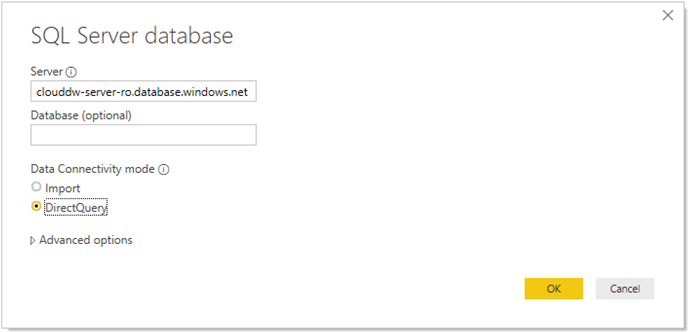 SQL Server database
Server
clouddw-server-ro.database.windows.net
Database (optional)
Data Connectivity mode
Import
DirectQuery
Advanced options
OK
Cancel